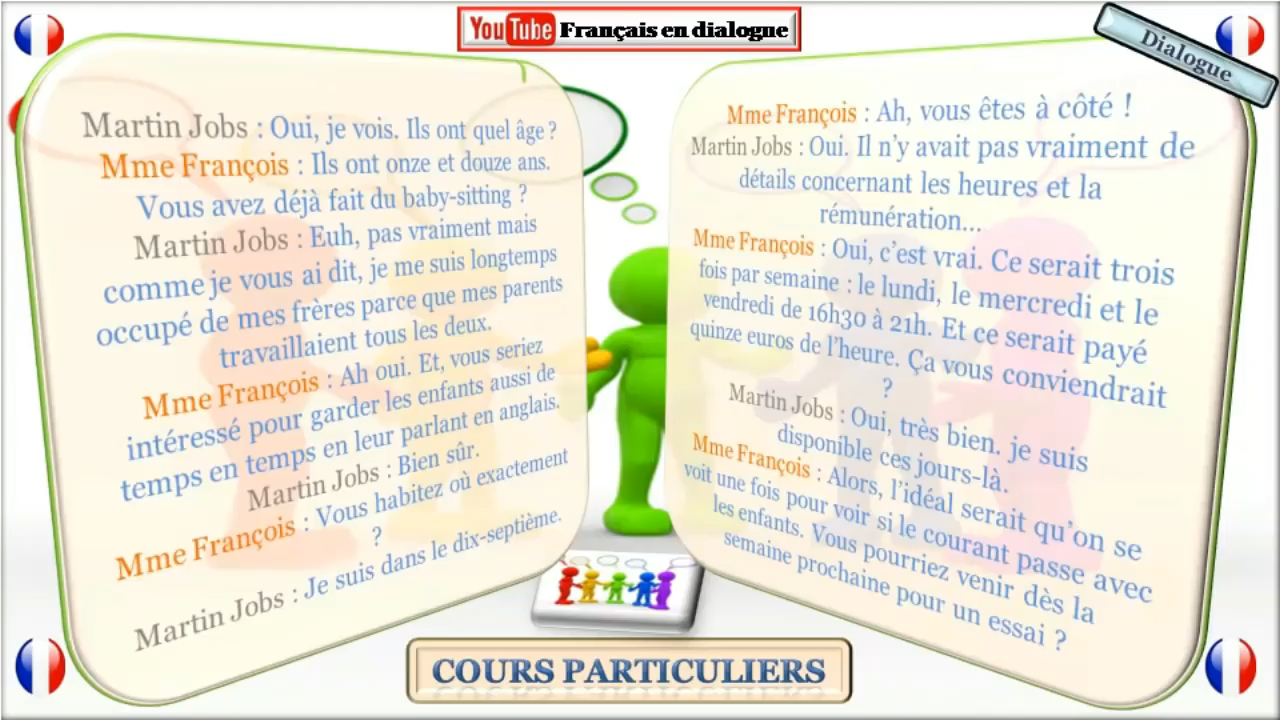 YouTube Français en dialogue
Dialogue
Martin Jobs : Oui, je vois. Ils ont quel âge ?
Mme François : Ils ont onze et douze ans.
Vous avez déjà fait du baby-sitting ?
Martin Jobs : Euh, pas vraiment mais
comme je vous ai dit, je me suis longtemps
occupé de mes frères parce que mes parents
travaillaient tous les deux.
Mme François : Ah oui. Et, vous seriez
intéressé pour garder les enfants aussi de
temps en temps en leur parlant en anglais.
Martin Jobs : Bien sûr.
Mme François : Vous habitez où exactement
?
Martin Jobs : Je suis dans le dix-septième.
Mme François : Ah, vous êtes à côté !
Martin Jobs : Oui. Il n’y avait pas vraiment de
détails concernant les heures et la
rémunération...
Mme François : Oui, c’est vrai. Ce serait trois
fois par semaine : le lundi, le mercredi et le
vendredi de 16h30 à 21h. Et ce serait payé
quinze euros de l’heure. Ça vous conviendrait
?
Martin Jobs : Oui, très bien. je suis
disponible ces jours-là.
Mme François : Alors, l’idéal serait qu’on se
voit une fois pour voir si le courant passe avec
les enfants. Vous pourriez venir dès la
semaine prochaine pour un essai ?
COURS PARTICULIERS